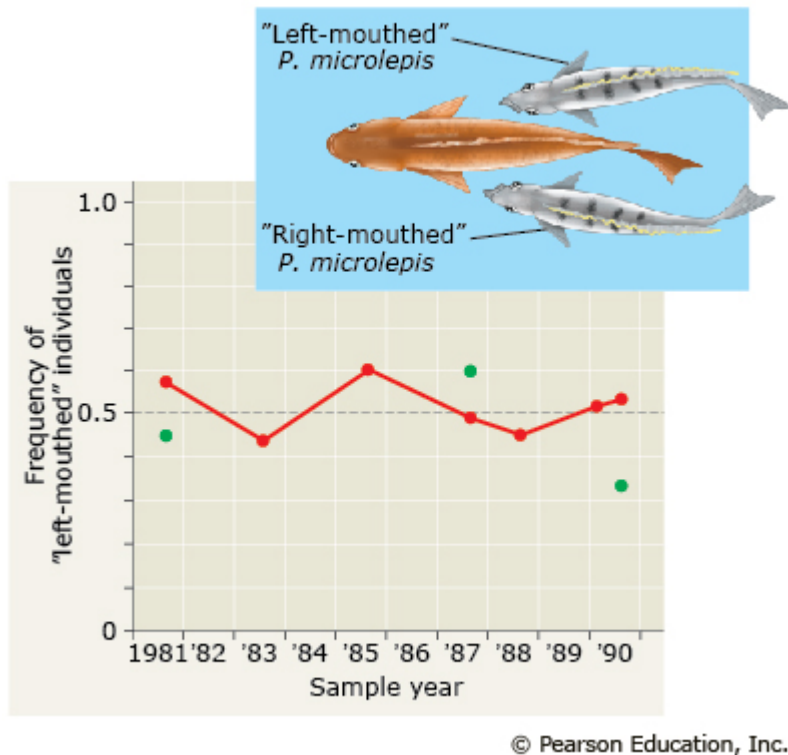 "Left-mouthed"
P. microlepis
"Right-mouthed"
P. microlepis
1.0
0.5
0
Frequency of
"left-mouthed" individuals
1981 '82 '83 '84 '85 '86 '87 '88 '89 '90
Sample year
© Pearson Education, Inc.